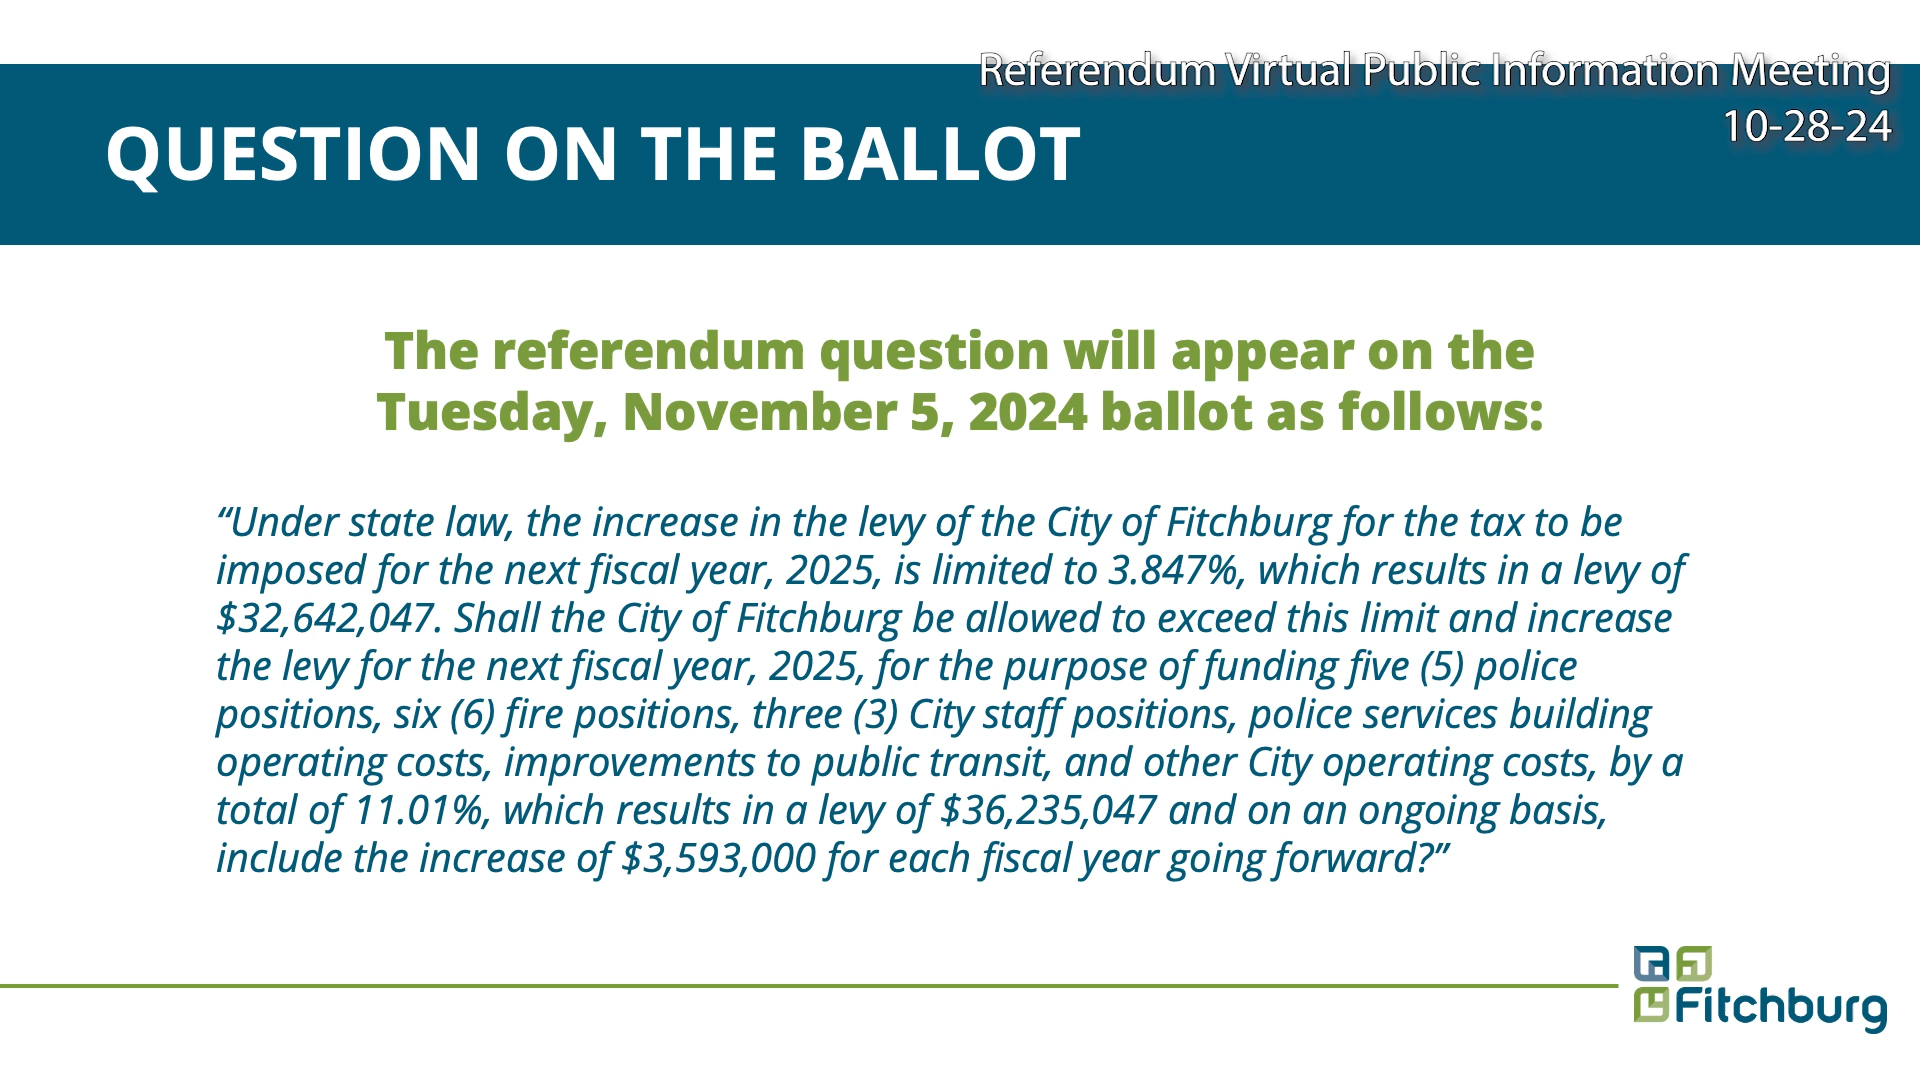 Referendum Virtual Public Information Meeting
10-28-24
QUESTION ON THE BALLOT
The referendum question will appear on the
Tuesday, November 5, 2024 ballot as follows:
“Under state law, the increase in the levy of the City of Fitchburg for the tax to be
imposed for the next fiscal year, 2025, is limited to 3.847%, which results in a levy of
$32,642,047. Shall the City of Fitchburg be allowed to exceed this limit and increase
the levy for the next fiscal year, 2025, for the purpose of funding five (5) police
positions, six (6) fire positions, three (3) City staff positions, police services building
operating costs, improvements to public transit, and other City operating costs, by a
total of 11.01%, which results in a levy of $36,235,047 and on an ongoing basis,
include the increase of $3,593,000 for each fiscal year going forward?”
Fitchburg